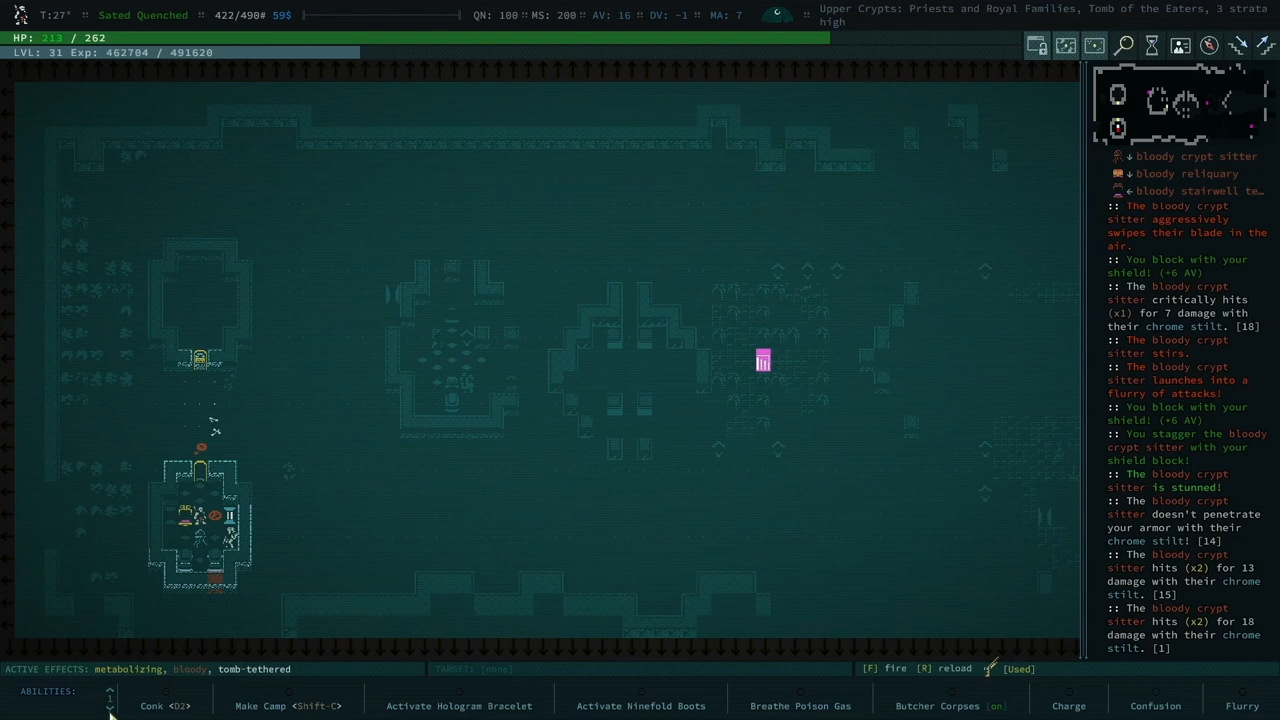 T:27° :: Sated Quenched :: 422/490# 59$ QN: 100 :: MS: 200 :: AV: 16 :: DV: -1 :: MA: 7 :: Upper Crypts: Priests and Royal Families, Tomb of the Eaters, 3 strata
high
HP: 213 / 262
LVL: 31 Exp: 462704 / 491620
bloody crypt sitter
bloody reliquary
bloody stairwell te…
:: The bloody crypt
sitter aggressively
swipes their blade in the
air.
:: You block with your
shield! (+6 AV)
:: The bloody crypt
sitter critically hits
(x1) for 7 damage with
their chrome stilt. [18]
:: The bloody crypt
sitter stirs.
:: The bloody crypt
sitter launches into a
flurry of attacks!
:: You block with your
shield! (+6 AV)
:: You stagger the bloody
crypt sitter with your
shield block!
:: The bloody crypt
sitter is stunned!
:: The bloody crypt
sitter doesn't penetrate
your armor with their
chrome stilt! [14]
:: The bloody crypt
sitter hits (x2) for 13
damage with their chrome
stilt. [15]
:: The bloody crypt
sitter hits (x2) for 18
damage with their chrome
stilt. [1]
ACTIVE EFFECTS: metabolizing, bloody, tomb-tethered TARGET: [none] [F] fire [R] reload [Used]
ABILITIES: 1 Conk <D2> Make Camp <Shift-C> Activate Hologram Bracelet Activate Ninefold Boots Breathe Poison Gas Butcher Corpses [on] Charge Confusion Flurry